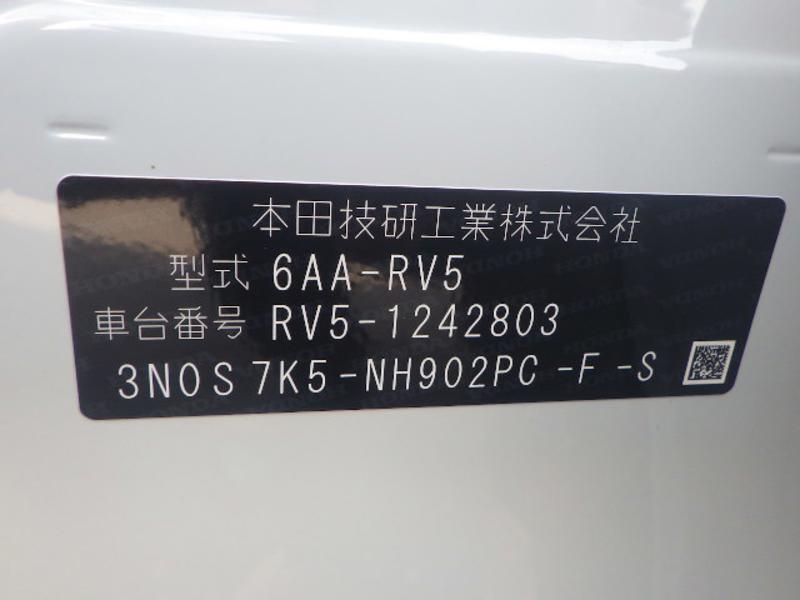 本田技研工業株式会社
型式 6AA-RV5
車台番号 RV5-1242803
3N0S 7K5-NH902PC -F -S